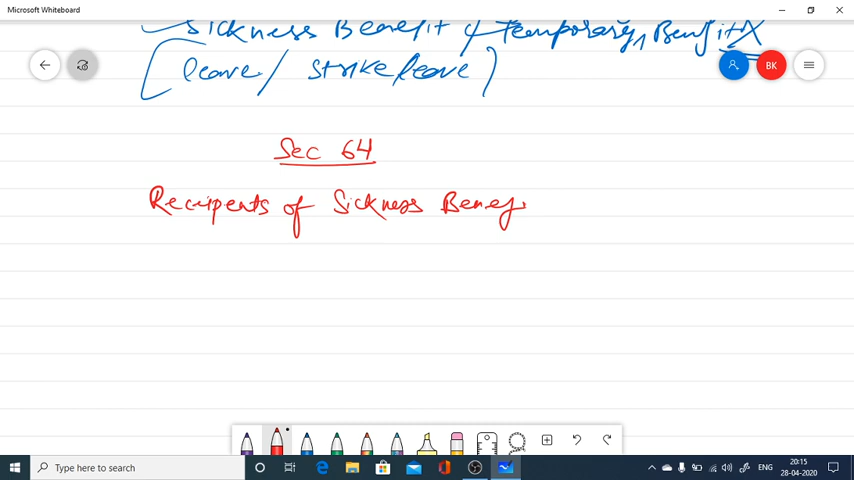 Microsoft Whiteboard
Sickness Benefit & temporary Benefit X
(leave / strike leave)
BK
Sec 64
Recipents of Sickness Benef
Type here to search
ENG
20:15
28-04-2020